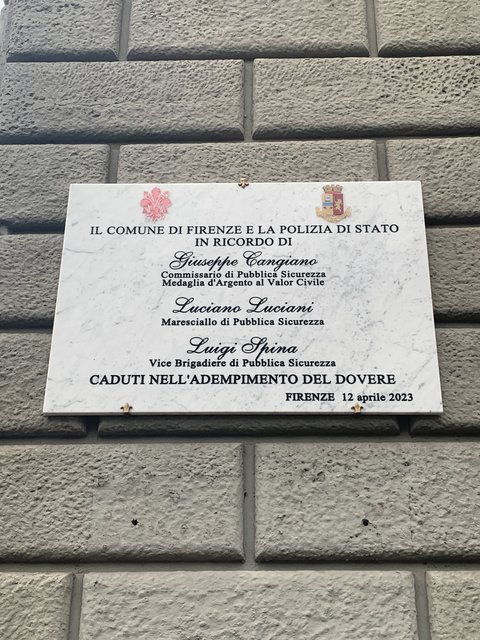 IL COMUNE DI FIRENZE E LA POLIZIA DI STATO
IN RICORDO DI
Giuseppe Cangiano
Commissario di Pubblica Sicurezza
Medaglia d'Argento al Valor Civile
Luciano Luciani
Maresciallo di Pubblica Sicurezza
Luigi Spina
Vice Brigadiere di Pubblica Sicurezza
CADUTI NELL'ADEMPIMENTO DEL DOVERE
FIRENZE 12 aprile 2023